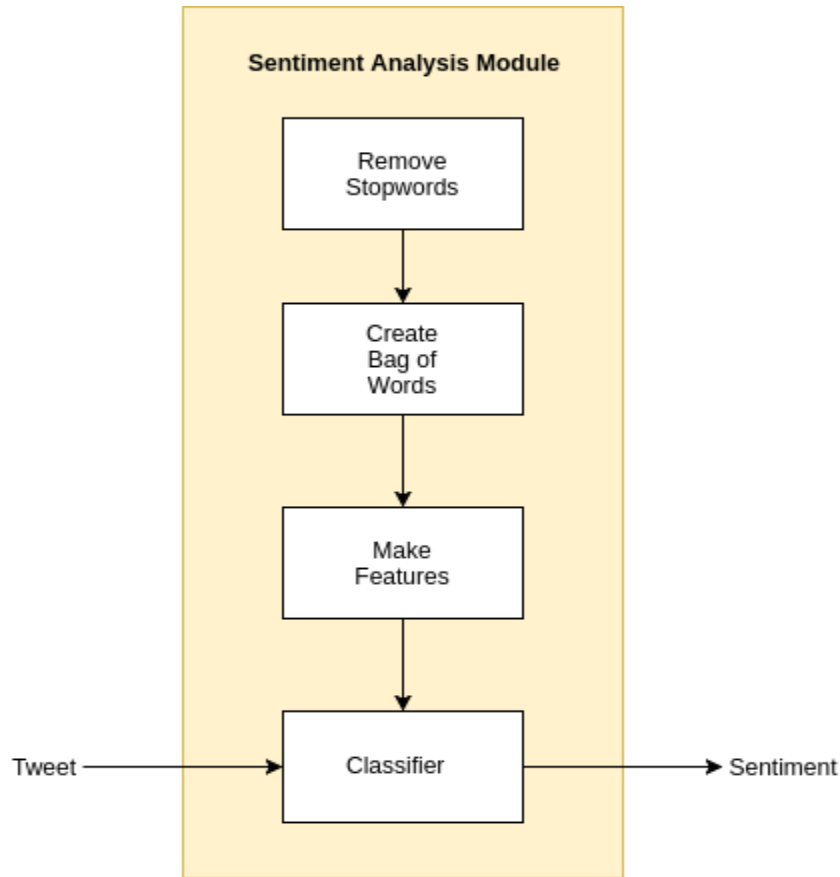 Sentiment Analysis Module
Remove
Stopwords
Create
Bag of
Words
Make
Features
Tweet
Classifier
Sentiment